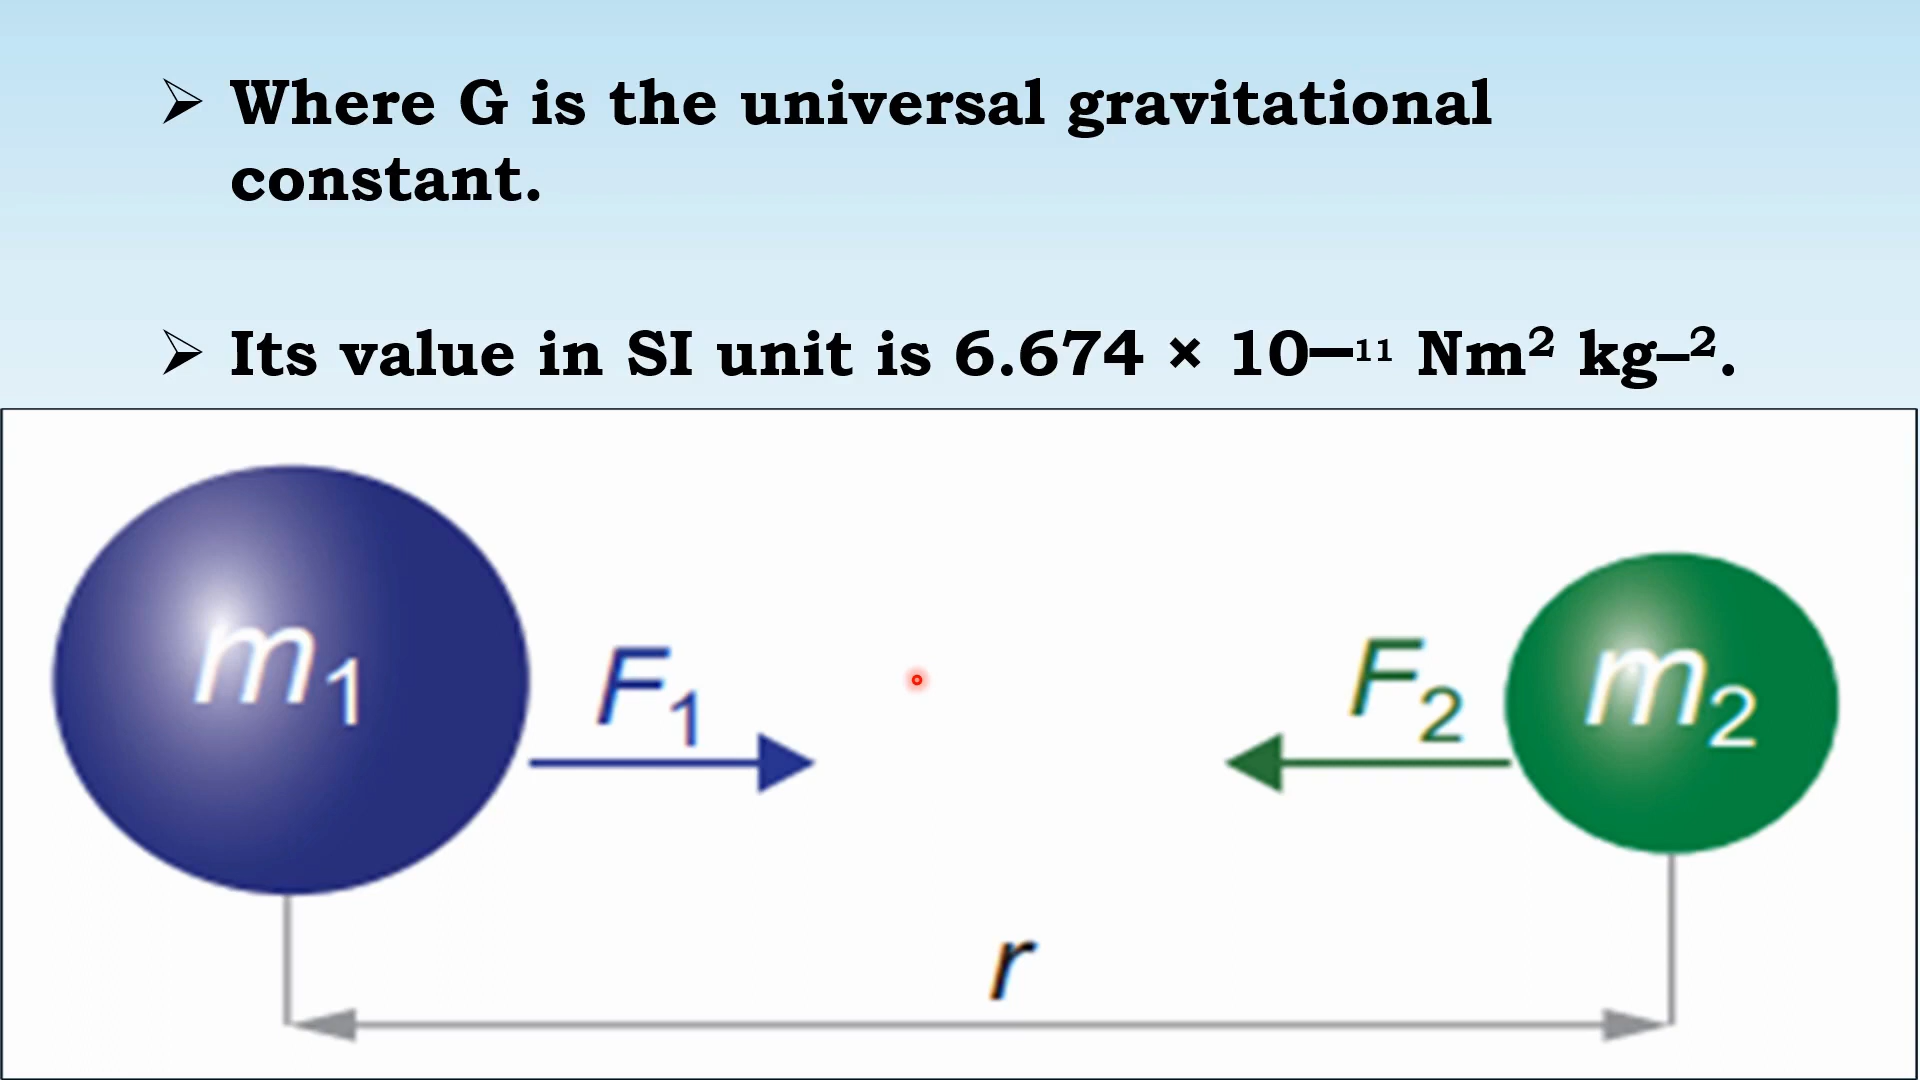 ➢ Where G is the universal gravitational
constant.
➢ Its value in SI unit is 6.674 × 10–¹¹ Nm² kg–².
m₁
F₁
F₂
m₂
r